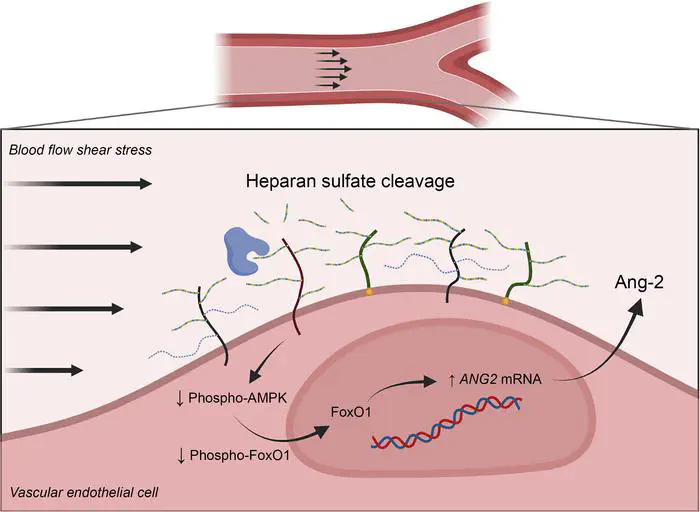 Blood flow shear stress
Heparan sulfate cleavage
Ang-2
↓ Phospho-AMPK
FoxO1
↑ ANG2 mRNA
↓ Phospho-FoxO1
Vascular endothelial cell